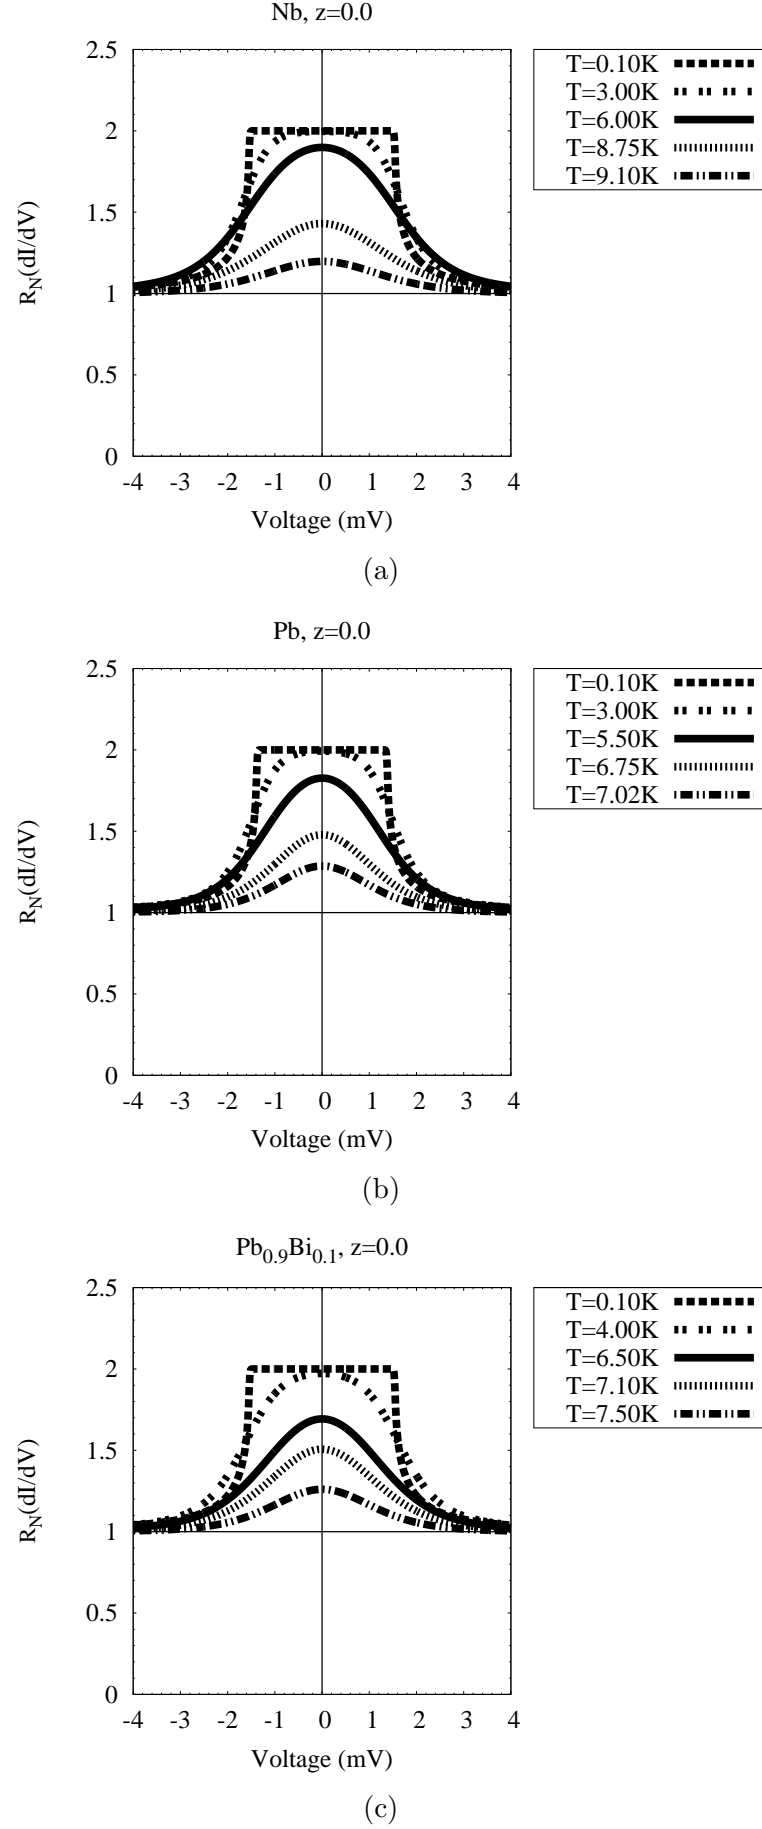 Nb, z=0.0
R_N(dI/dV)
2.5
2
1.5
1
0.5
0
-4 -3 -2 -1 0 1 2 3 4
Voltage (mV)
T=0.10K
T=3.00K
T=6.00K
T=8.75K
T=9.10K
(a)
Pb, z=0.0
R_N(dI/dV)
2.5
2
1.5
1
0.5
0
-4 -3 -2 -1 0 1 2 3 4
Voltage (mV)
T=0.10K
T=3.00K
T=5.50K
T=6.75K
T=7.02K
(b)
Pb_0.9Bi_0.1, z=0.0
R_N(dI/dV)
2.5
2
1.5
1
0.5
0
-4 -3 -2 -1 0 1 2 3 4
Voltage (mV)
T=0.10K
T=4.00K
T=6.50K
T=7.10K
T=7.50K
(c)